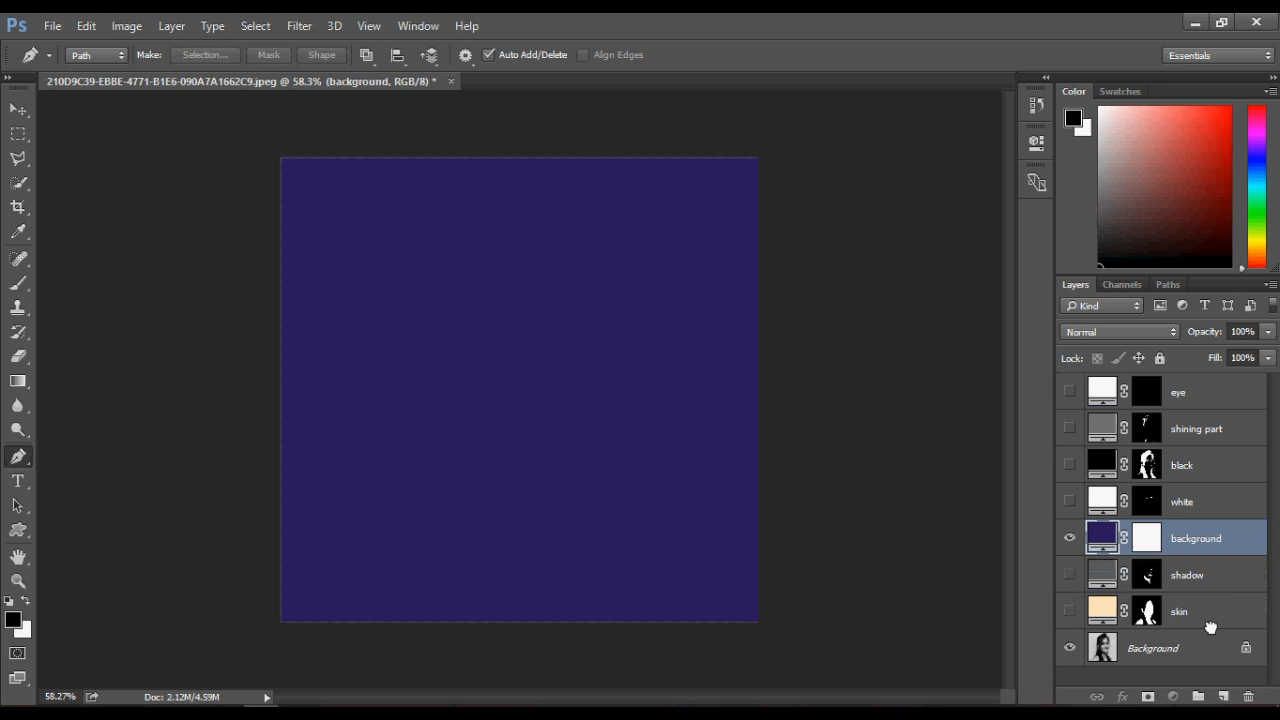 Ps File Edit Image Layer Type Select Filter 3D View Window Help
Path Make: Selection... Mask Shape Auto Add/Delete Align Edges Essentials
210D9C39-EBBE-4771-B1E6-090A7A1662C9.jpeg @ 58.3% (background, RGB/8) *
Color Swatches
Layers Channels Paths
Kind
Normal Opacity: 100%
Lock: Fill: 100%
eye
shining part
black
white
background
shadow
skin
Background
58.27% Doc: 2.12M/4.59M